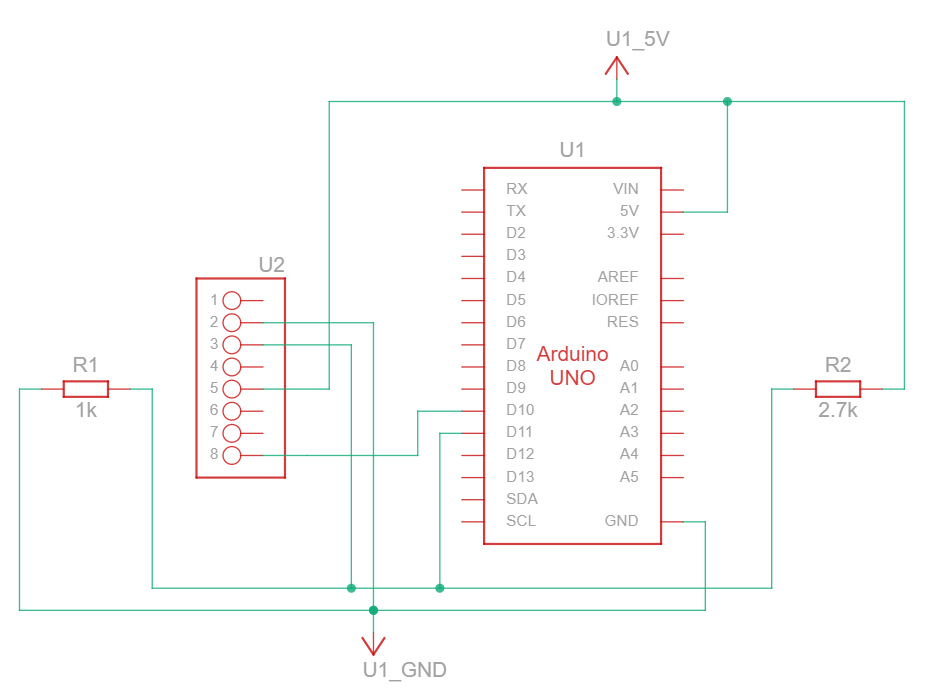 U1_5V
U1
RX
TX
D2
D3
D4
D5
D6
D7
D8
D9
D10
D11
D12
D13
SDA
SCL
VIN
5V
3.3V
AREF
IOREF
RES
A0
A1
A2
A3
A4
A5
GND
Arduino
UNO
U2
1
2
3
4
5
6
7
8
R1
1k
R2
2.7k
U1_GND